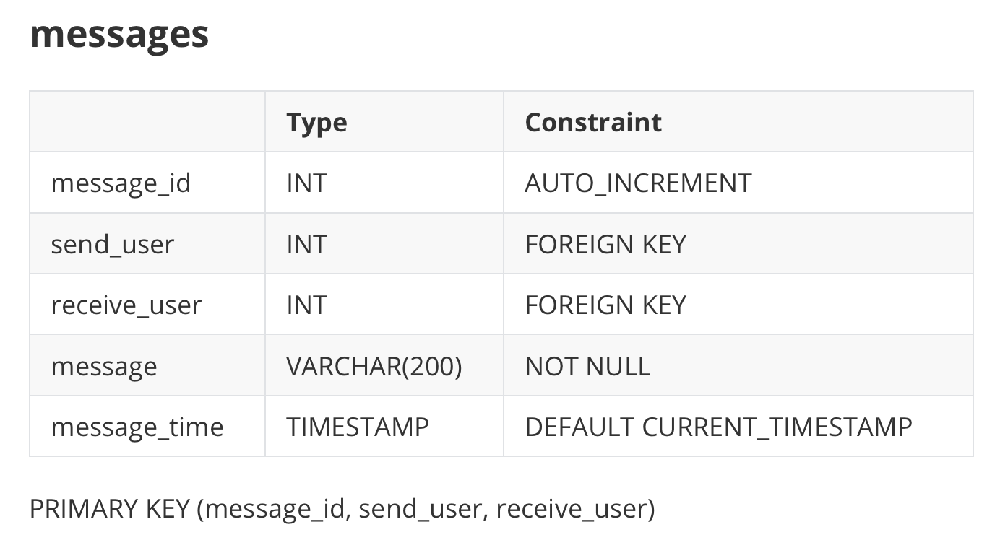 messages
Type Constraint
message_id INT AUTO_INCREMENT
send_user INT FOREIGN KEY
receive_user INT FOREIGN KEY
message VARCHAR(200) NOT NULL
message_time TIMESTAMP DEFAULT CURRENT_TIMESTAMP
PRIMARY KEY (message_id, send_user, receive_user)